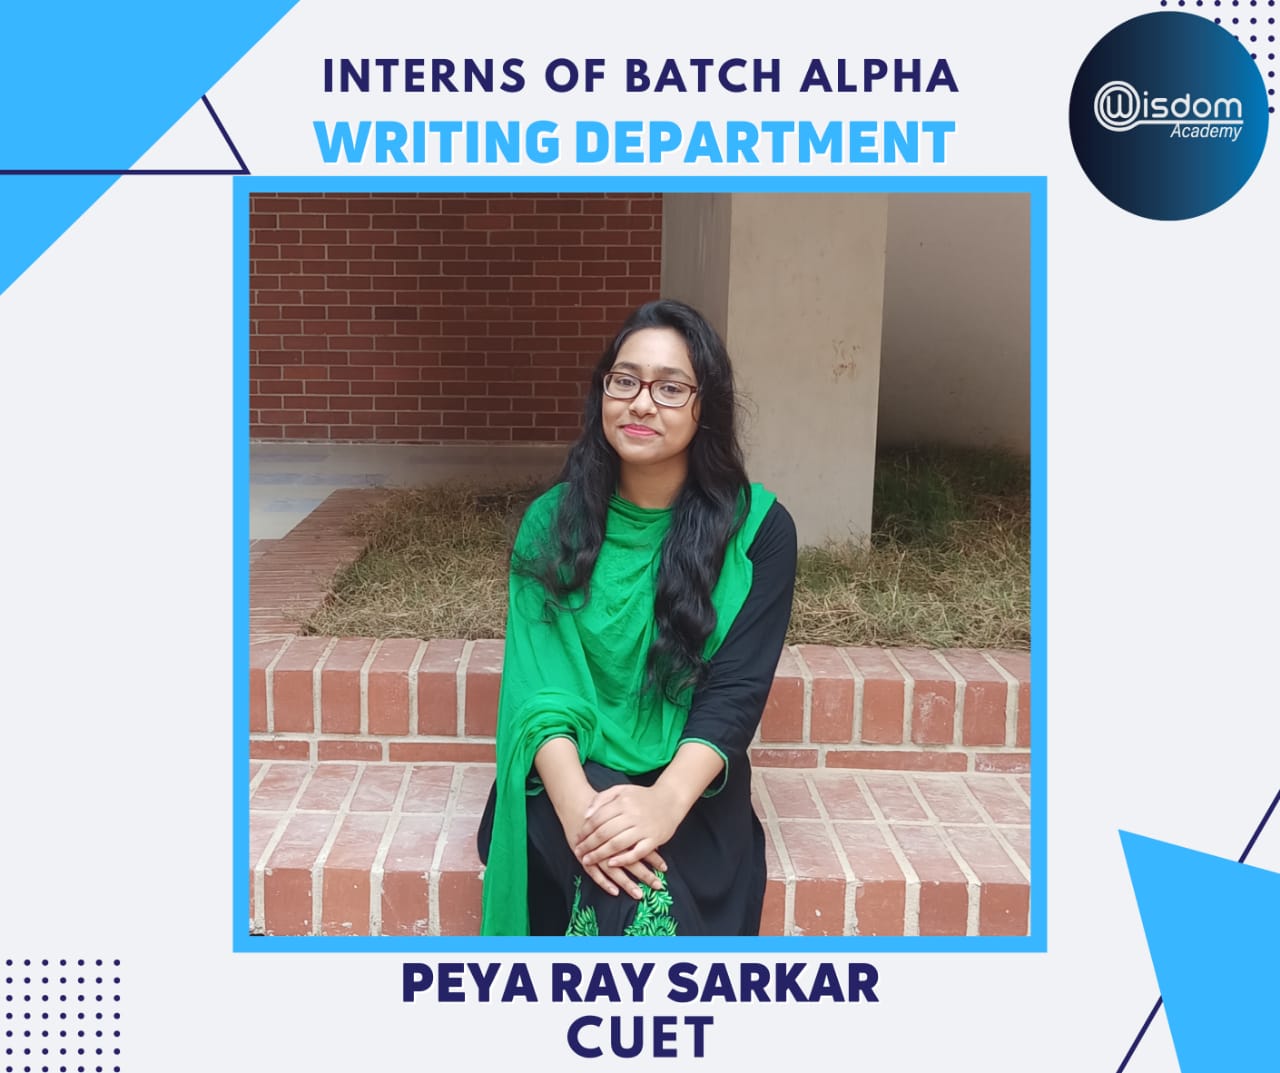 INTERNS OF BATCH ALPHA
WRITING DEPARTMENT
Wisdom
Academy
PEYA RAY SARKAR
CUET